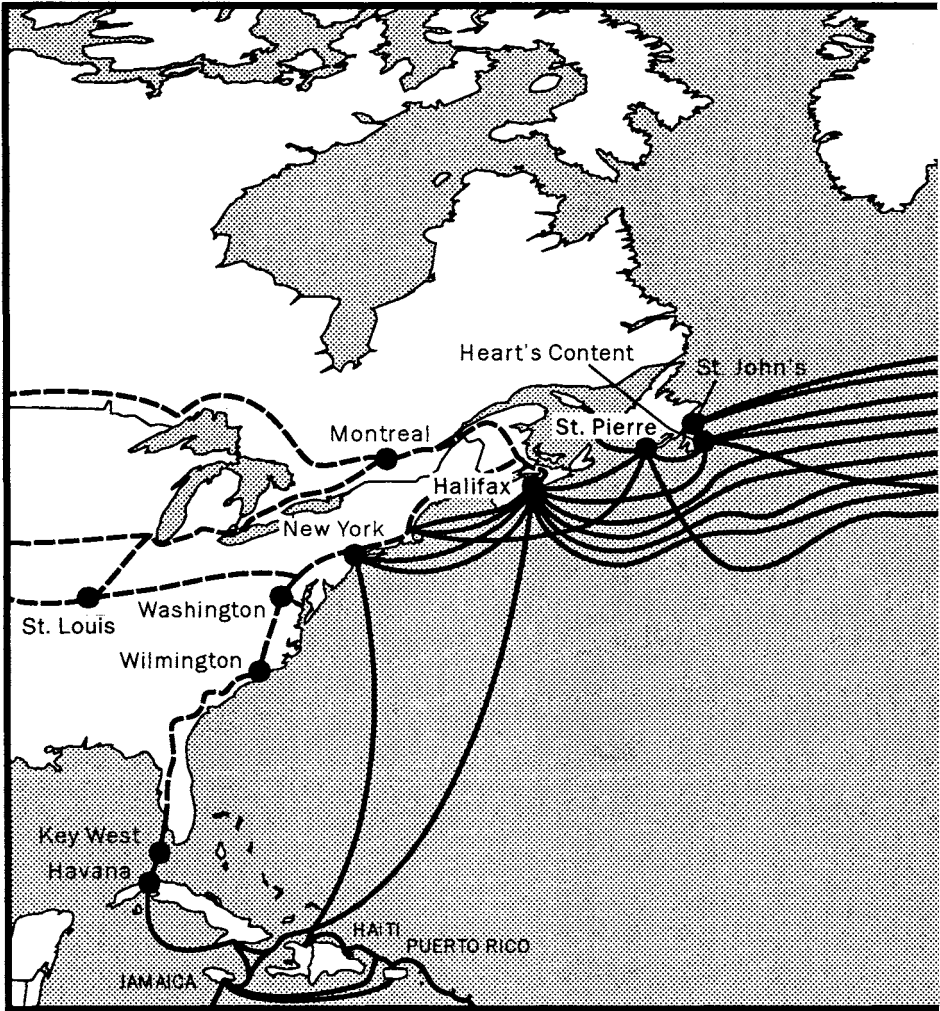 Heart's Content
St. John's
St. Pierre
Montreal
Halifax
New York
Washington
St. Louis
Wilmington
Key West
Havana
HAITI
PUERTO RICO
JAMAICA